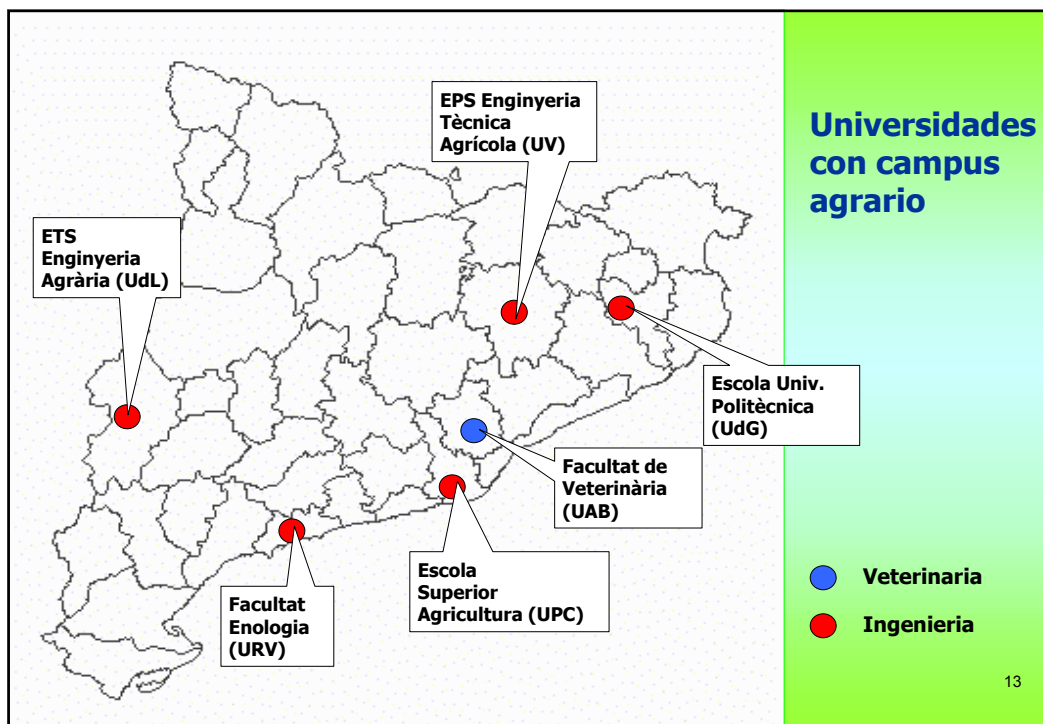 EPS Enginyeria
Tècnica
Agrícola (UV)
Universidades
con campus
agrario
ETS
Enginyeria
Agrària (UdL)
Escola Univ.
Politècnica
(UdG)
Facultat de
Veterinària
(UAB)
Escola
Superior
Agricultura (UPC)
Facultat
Enologia
(URV)
Veterinaria
Ingenieria
13